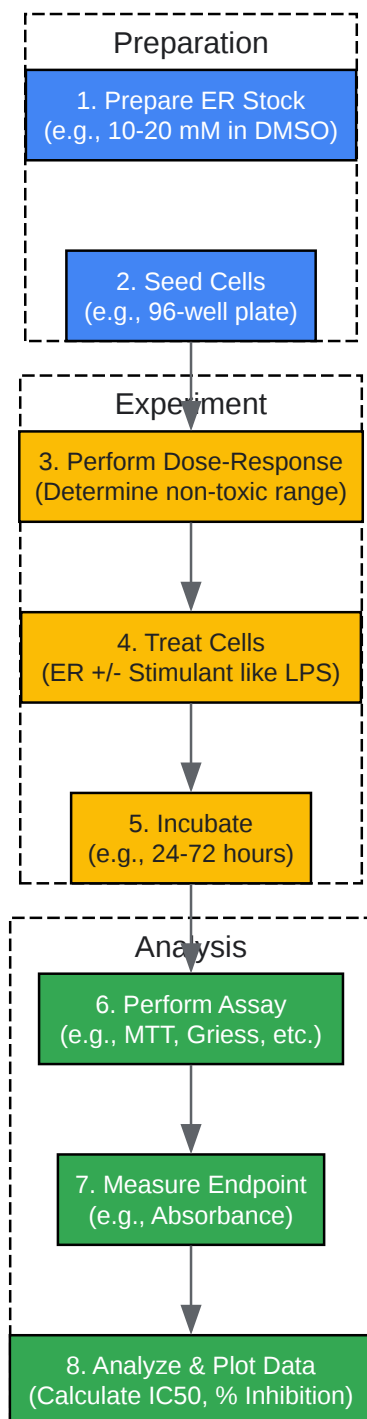 Preparation
1. Prepare ER Stock
(e.g., 10-20 mM in DMSO)
2. Seed Cells
(e.g., 96-well plate)
Experiment
3. Perform Dose-Response
(Determine non-toxic range)
4. Treat Cells
(ER +/- Stimulant like LPS)
5. Incubate
(e.g., 24-72 hours)
Analysis
6. Perform Assay
(e.g., MTT, Griess, etc.)
7. Measure Endpoint
(e.g., Absorbance)
8. Analyze & Plot Data
(Calculate IC50, % Inhibition)